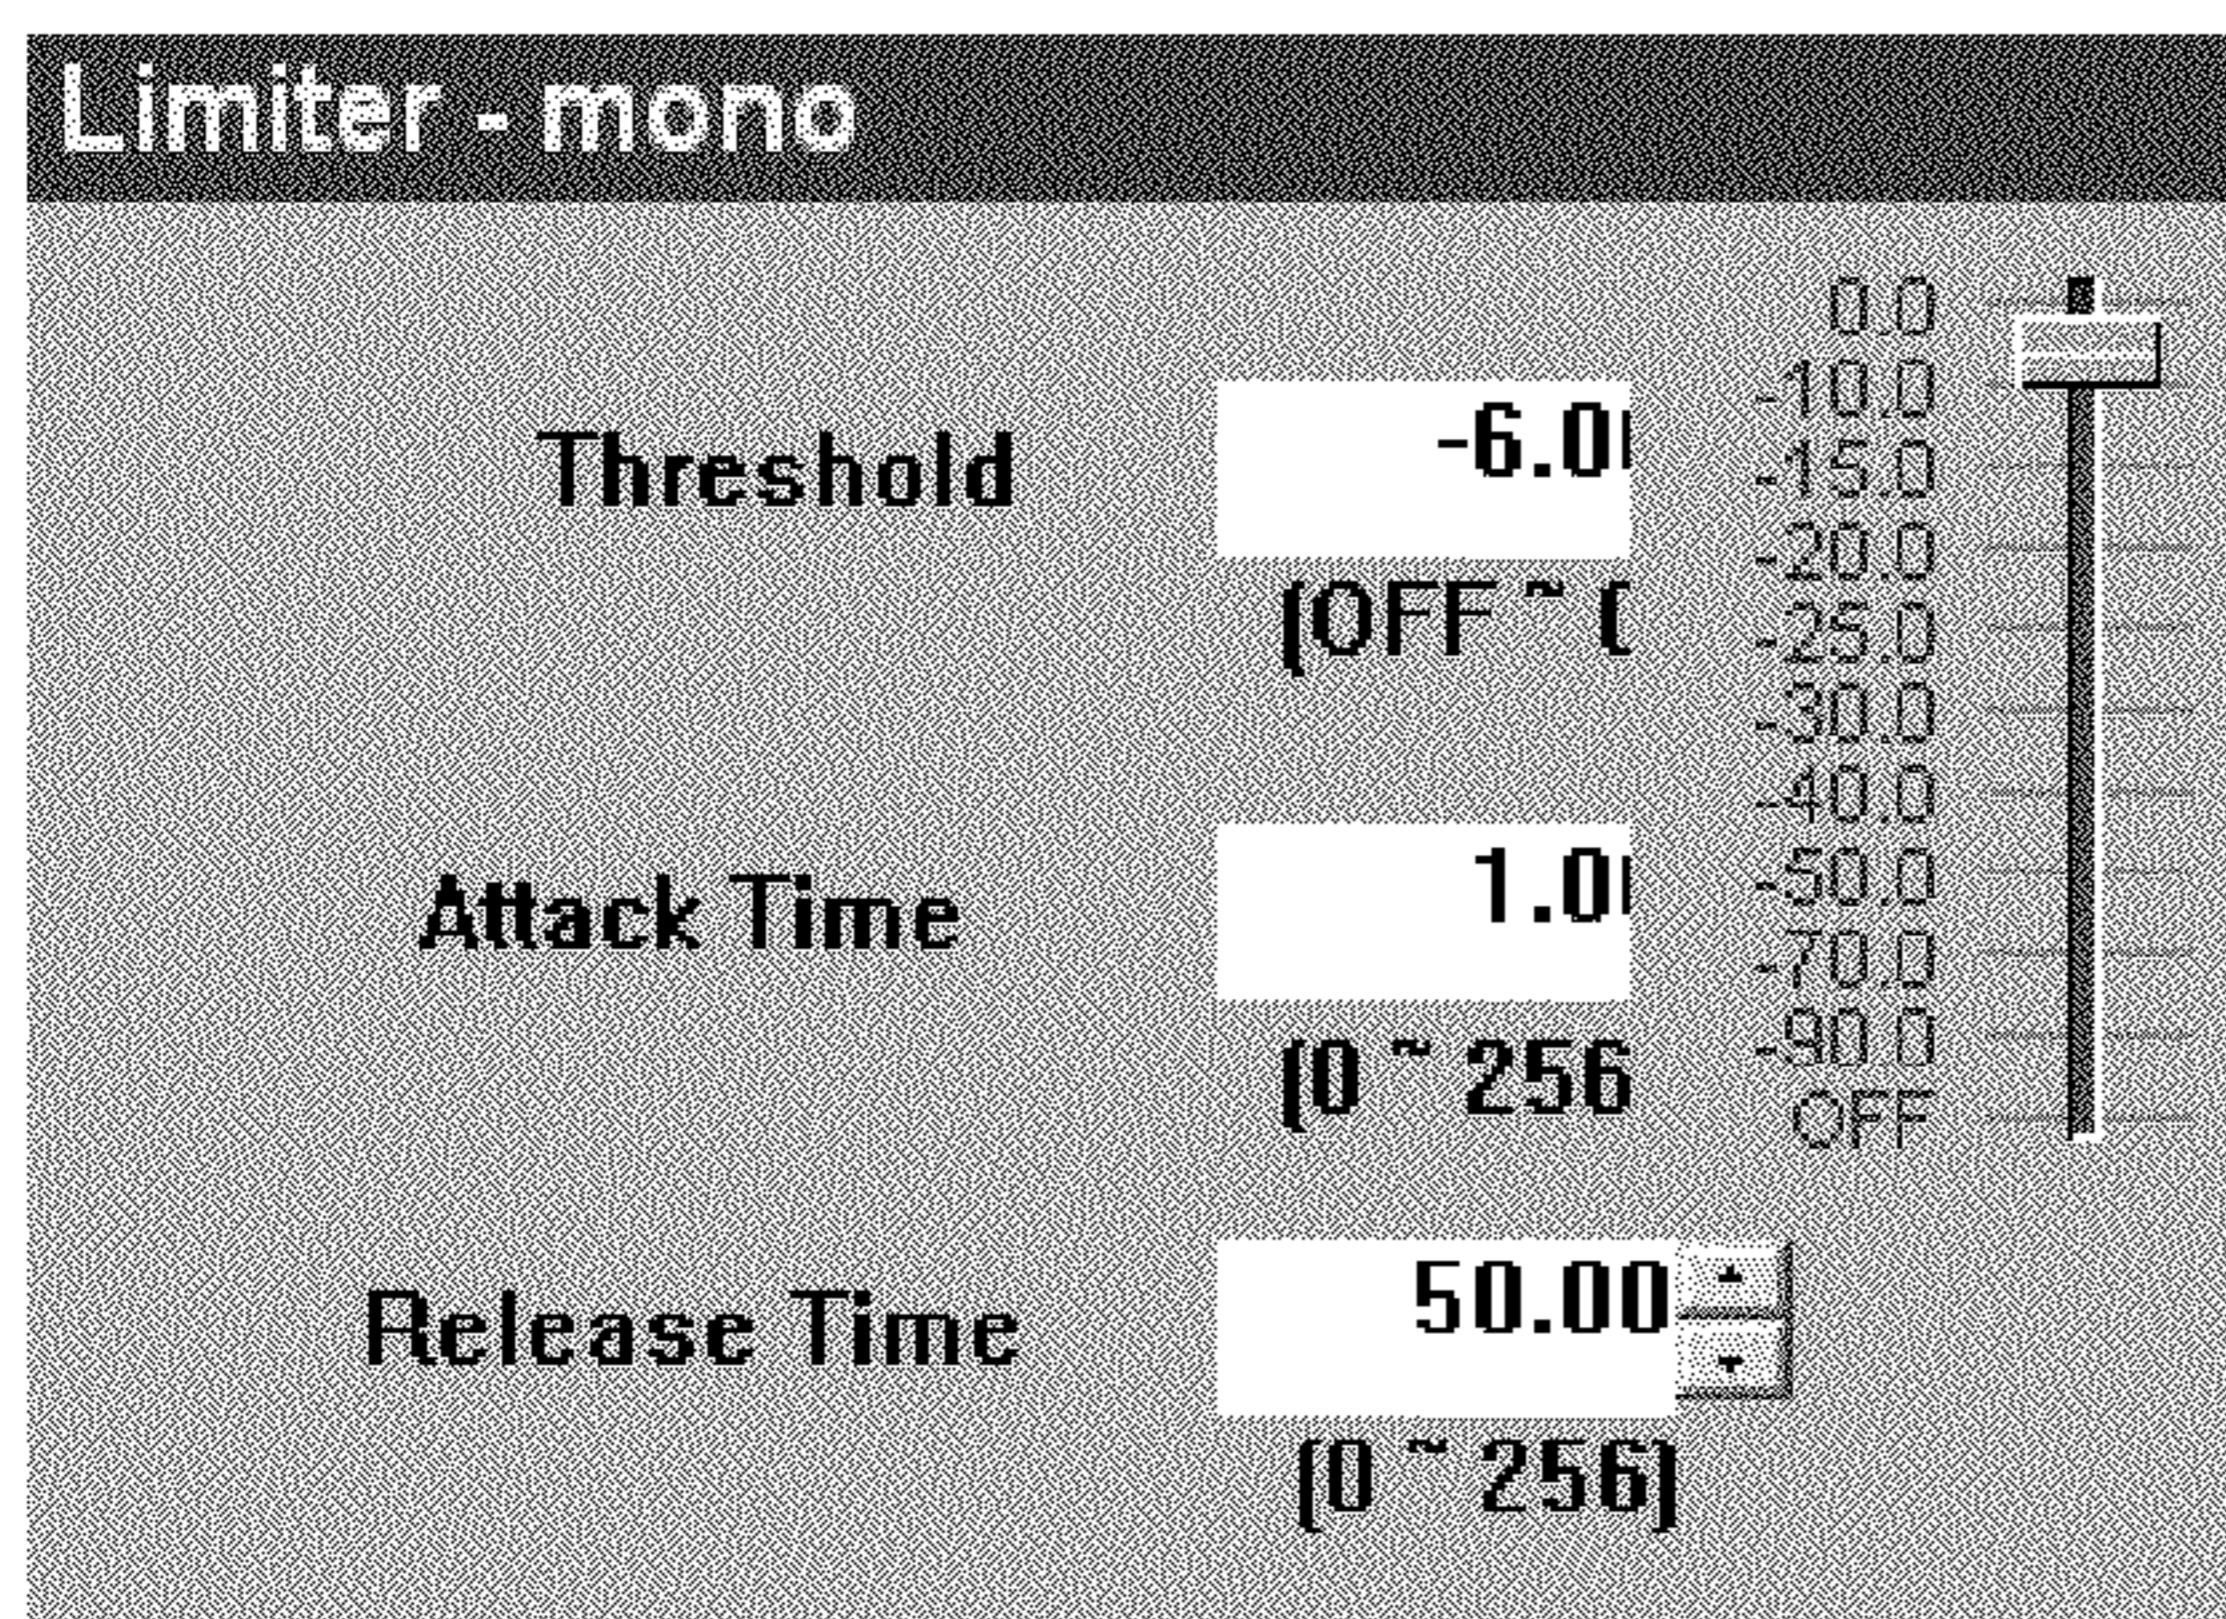 Limiter - mono
0.0
-10.0
Threshold -6.0
-15.0
-20.0
(OFF ~
-25.0
-30.0
-40.0
Attack Time 1.0
-50.0
-70.0
(0 ~ 256
-90.0
OFF
Release Time 50.00
(0 ~ 256)